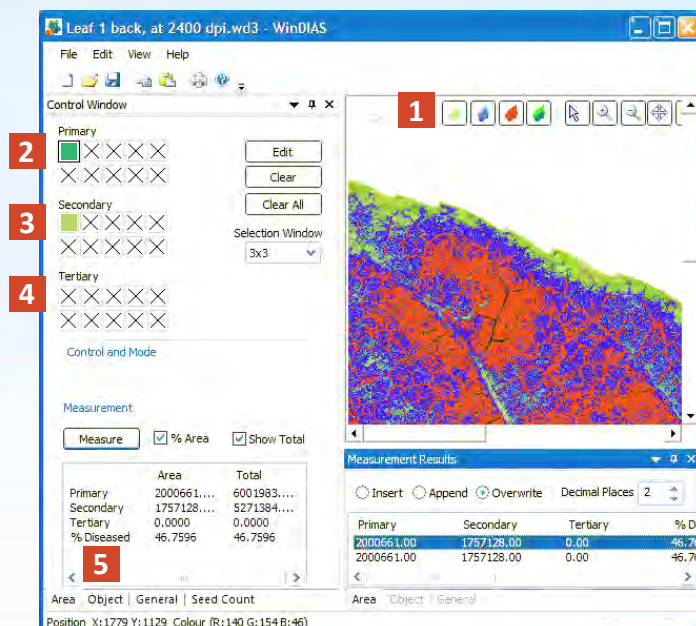 Leaf 1 back, at 2400 dpi.wd3 - WinDIAS
File Edit View Help
Control Window
1
Primary
2
Edit
Clear
Secondary
Clear All
3
Selection Window
3x3
Tertiary
4
Control and Mode
Measurement
Measure % Area Show Total
Area Total
Primary 2000661.... 6001983....
Secondary 1757128.... 5271384....
Tertiary 0.0000 0.0000
% Diseased 46.7596 46.7596
5
Area Object General Seed Count
Position X:1779 Y:1129 Colour (R:140 G:154 B:46)
Measurement Results
Insert Append Overwrite Decimal Places 2
Primary Secondary Tertiary % D
2000661.00 1757128.00 0.00 46.76
2000661.00 1757128.00 0.00 46.76
Area Object General